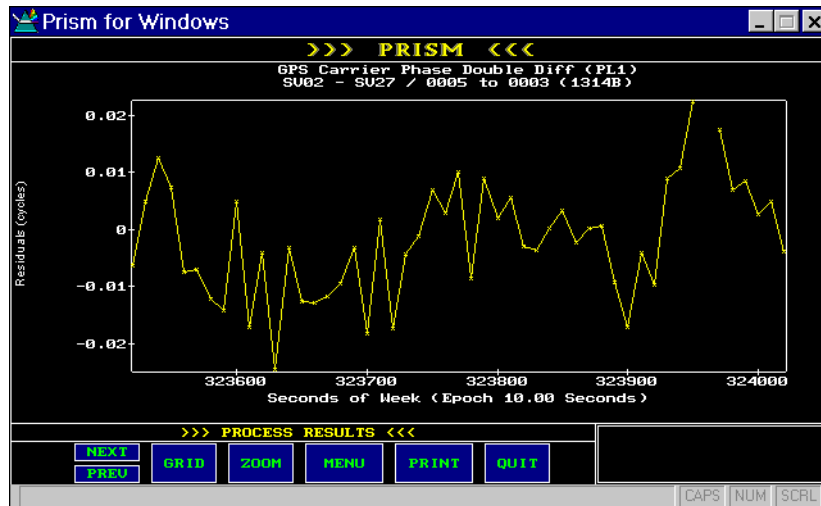 Prism for Windows
>>> PRISM <<<
GPS Carrier Phase Double Diff (PL1)
SV02 - SV27 / 0005 to 0003 (1314B)
0.02
0.01
0
-0.01
-0.02
Residuals (cycles)
323600 323700 323800 323900 324000
Seconds of Week (Epoch 10.00 Seconds)
>>> PROCESS RESULTS <<<
NEXT
PREV
GRID ZOOM MENU PRINT QUIT
CAPS NUM SCRL